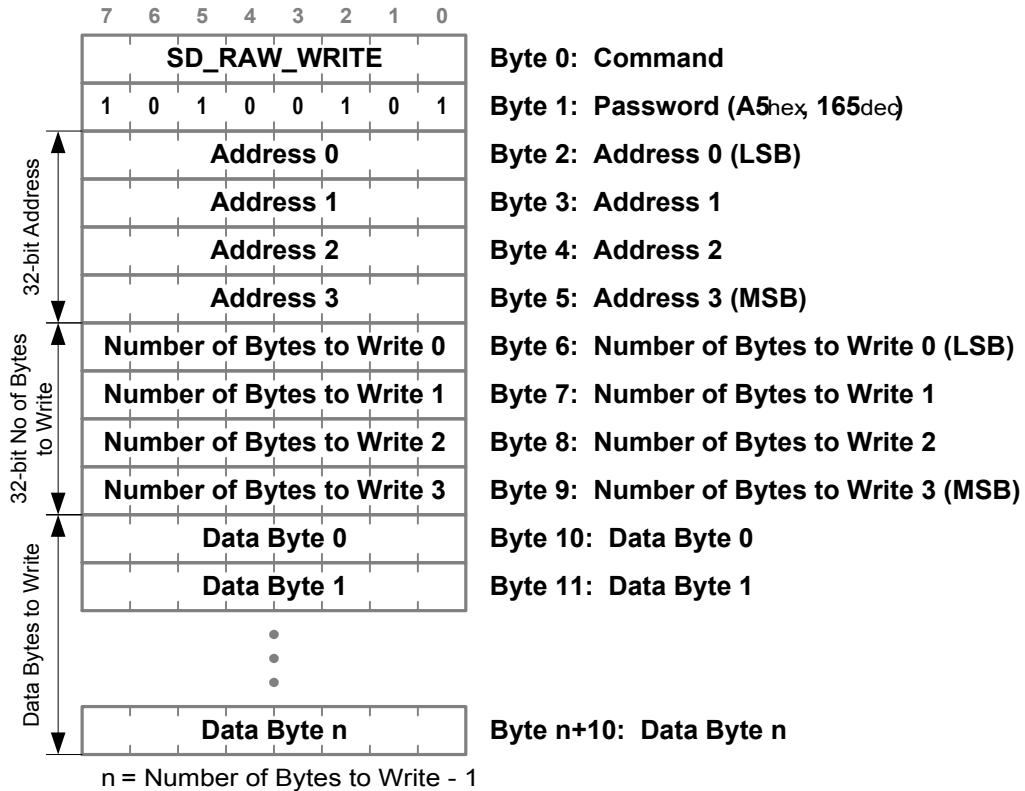 7 6 5 4 3 2 1 0
SD_RAW_WRITE Byte 0: Command
1 0 1 0 0 1 0 1 Byte 1: Password (A5hex, 165dec)
32-bit Address
Address 0 Byte 2: Address 0 (LSB)
Address 1 Byte 3: Address 1
Address 2 Byte 4: Address 2
Address 3 Byte 5: Address 3 (MSB)
32-bit No of Bytes
to Write
Number of Bytes to Write 0 Byte 6: Number of Bytes to Write 0 (LSB)
Number of Bytes to Write 1 Byte 7: Number of Bytes to Write 1
Number of Bytes to Write 2 Byte 8: Number of Bytes to Write 2
Number of Bytes to Write 3 Byte 9: Number of Bytes to Write 3 (MSB)
Data Bytes to Write
Data Byte 0 Byte 10: Data Byte 0
Data Byte 1 Byte 11: Data Byte 1
Data Byte n Byte n+10: Data Byte n
n = Number of Bytes to Write - 1